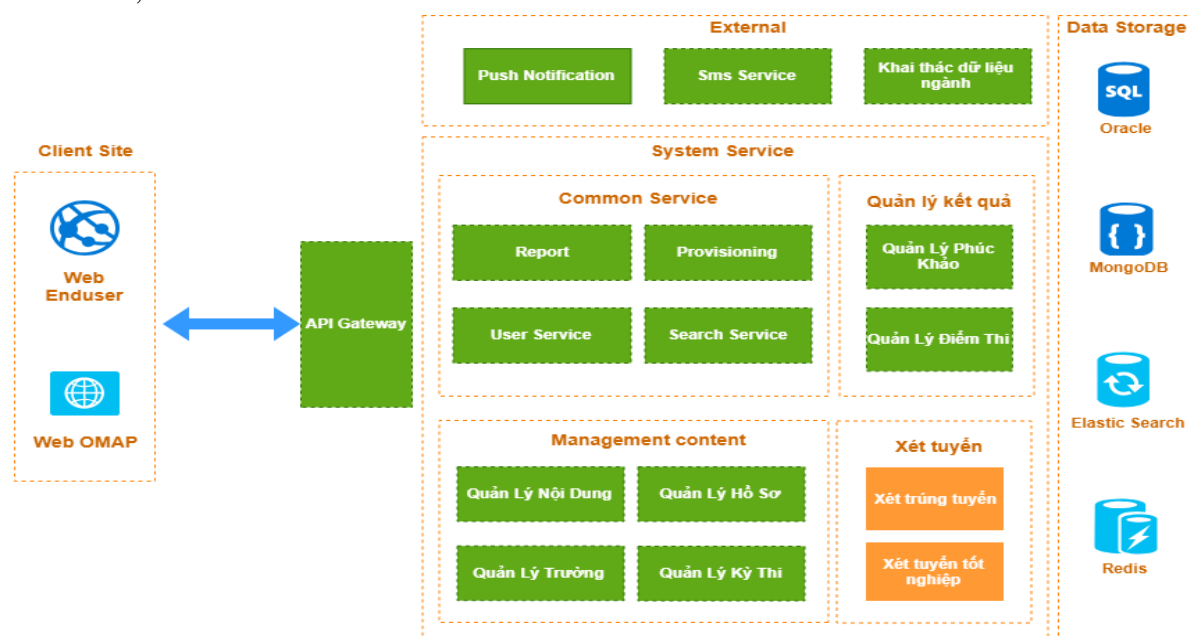 External
Data Storage
Push Notification
Sms Service
Khai thác dữ liệu
ngành
SQL
Oracle
Client Site
System Service
Common Service
Quản lý kết quả
Web
Enduser
Report
Provisioning
Quản Lý Phúc
Khảo
{ }
MongoDB
API Gateway
User Service
Search Service
Quản Lý Điểm Thi
Web OMAP
Elastic Search
Management content
Xét tuyển
Quản Lý Nội Dung
Quản Lý Hồ Sơ
Xét trúng tuyển
Quản Lý Trường
Quản Lý Kỳ Thi
Xét tuyển tốt
nghiệp
Redis